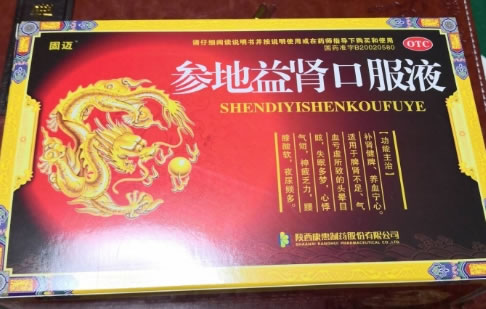 固迈
请仔细阅读说明书并按说明使用或在药师指导下购买和使用
国药准字B20020580
OTC
参地益肾口服液
SHENDIYISHENKOUFUYE
【功能主治】
补肾健脾,养血宁心。
适用于脾肾不足,气
血亏虚所致的头晕目
眩,失眠多梦,心悸
气短,神疲乏力,腰
膝酸软,夜尿频多。
陕西康惠制药股份有限公司
SHAANXI KANGHUI PHARMACEUTICAL CO.,LTD